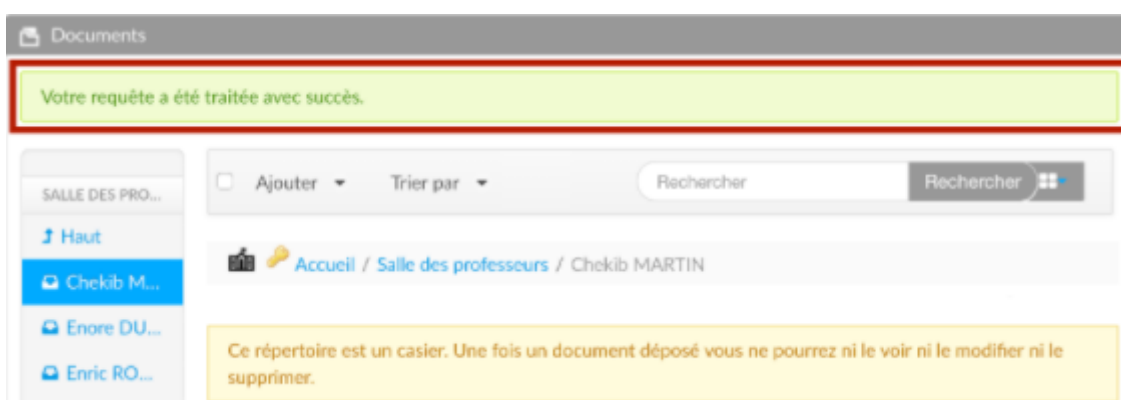 Documents
Votre requête a été traitée avec succès.
SALLE DES PRO...
Haut
Chekib M...
Enore DU...
Enric RO...
Ajouter Trier par Rechercher Rechercher
Accueil / Salle des professeurs / Chekib MARTIN
Ce répertoire est un casier. Une fois un document déposé vous ne pourrez ni le voir ni le modifier ni le
supprimer.